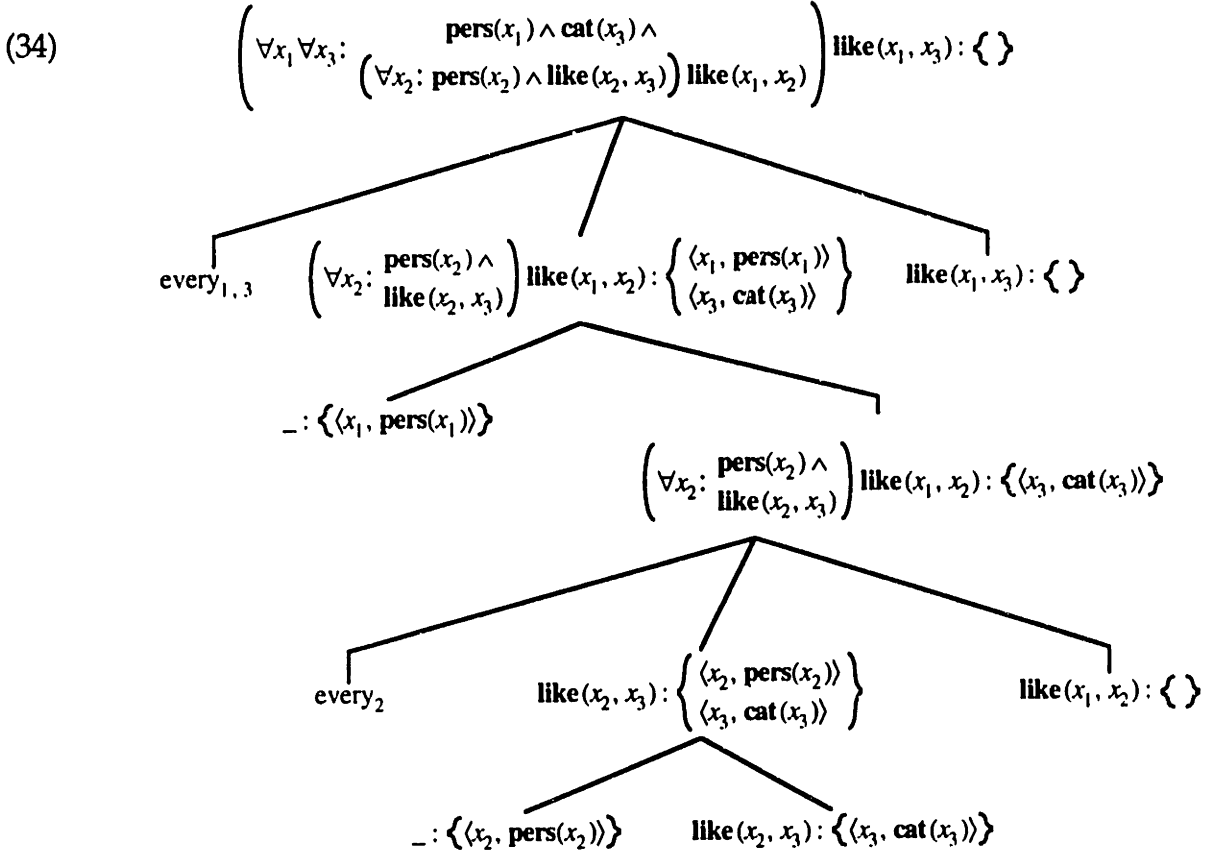 (34)
(∀x₁∀x₃: pers(x₁) ∧ cat(x₃) ∧
(∀x₂: pers(x₂) ∧ like(x₂, x₃)) like(x₁, x₂)) like(x₁, x₃): { }
every₁,₃
(∀x₂: pers(x₂) ∧
like(x₂, x₃)) like(x₁, x₂): {⟨x₁, pers(x₁)⟩
⟨x₃, cat(x₃)⟩}
like(x₁, x₃): { }
_: {⟨x₁, pers(x₁)⟩}
(∀x₂: pers(x₂) ∧
like(x₂, x₃)) like(x₁, x₂): {⟨x₃, cat(x₃)⟩}
every₂
like(x₂, x₃): {⟨x₂, pers(x₂)⟩
⟨x₃, cat(x₃)⟩}
like(x₁, x₂): { }
_: {⟨x₂, pers(x₂)⟩}
like(x₂, x₃): {⟨x₃, cat(x₃)⟩}